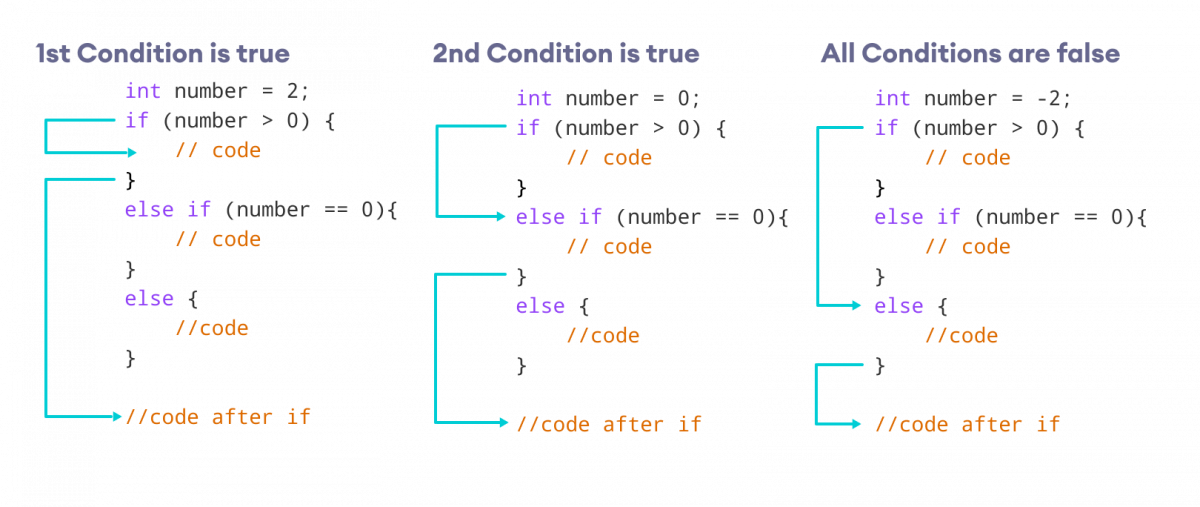 1st Condition is true
int number = 2;
if (number > 0) {
// code
}
else if (number == 0){
// code
}
else {
//code
}
//code after if
2nd Condition is true
int number = 0;
if (number > 0) {
// code
}
else if (number == 0){
// code
}
else {
//code
}
//code after if
All Conditions are false
int number = -2;
if (number > 0) {
// code
}
else if (number == 0){
// code
}
else {
//code
}
//code after if